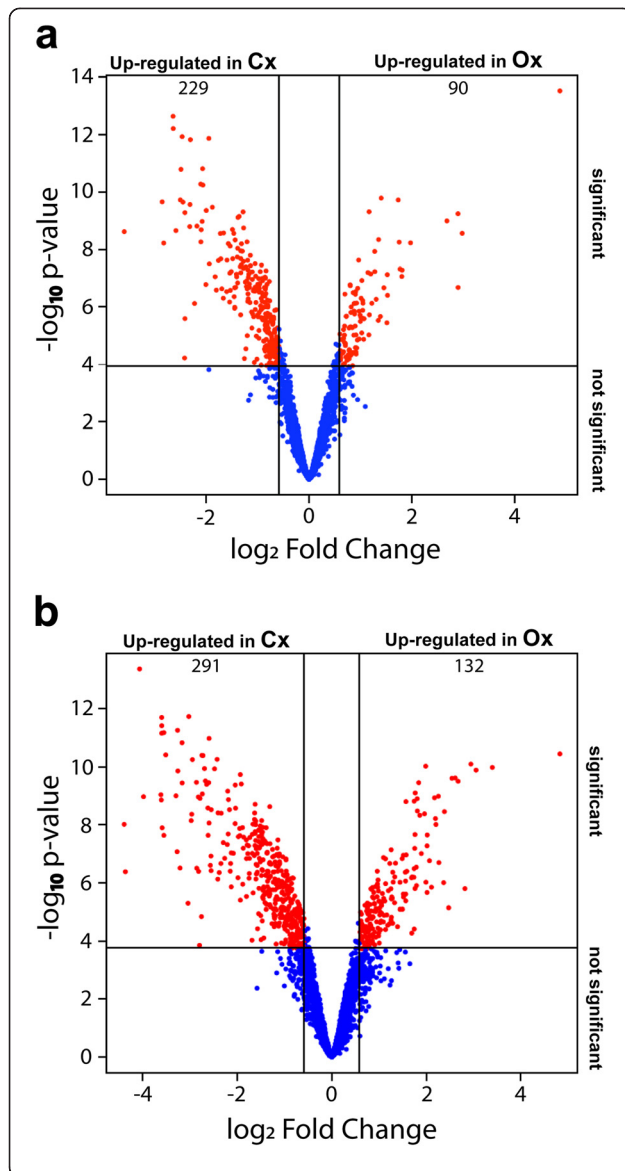 a
Up-regulated in Cx
Up-regulated in Ox
229
90
14
12
10
8
6
4
2
0
-log₁₀ p-value
significant
not significant
-2
0
2
4
log₂ Fold Change
b
Up-regulated in Cx
Up-regulated in Ox
291
132
12
10
8
6
4
2
0
-log₁₀ p-value
significant
not significant
-4
-2
0
2
4
log₂ Fold Change